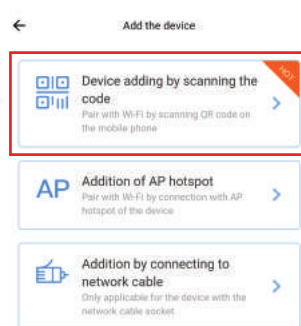 Add the device
HOT
Device adding by scanning the
code
Pair with Wi-Fi by scanning QR code on
the mobile phone
AP
Addition of AP hotspot
Pair with Wi-Fi by connection with AP
hotspot of the device
Addition by connecting to
network cable
Only applicable for the device with the
network cable socket